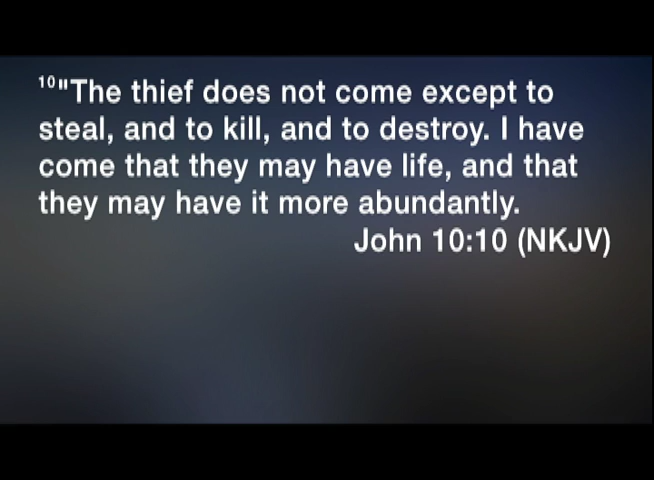 10"The thief does not come except to
steal, and to kill, and to destroy. I have
come that they may have life, and that
they may have it more abundantly.
John 10:10 (NKJV)